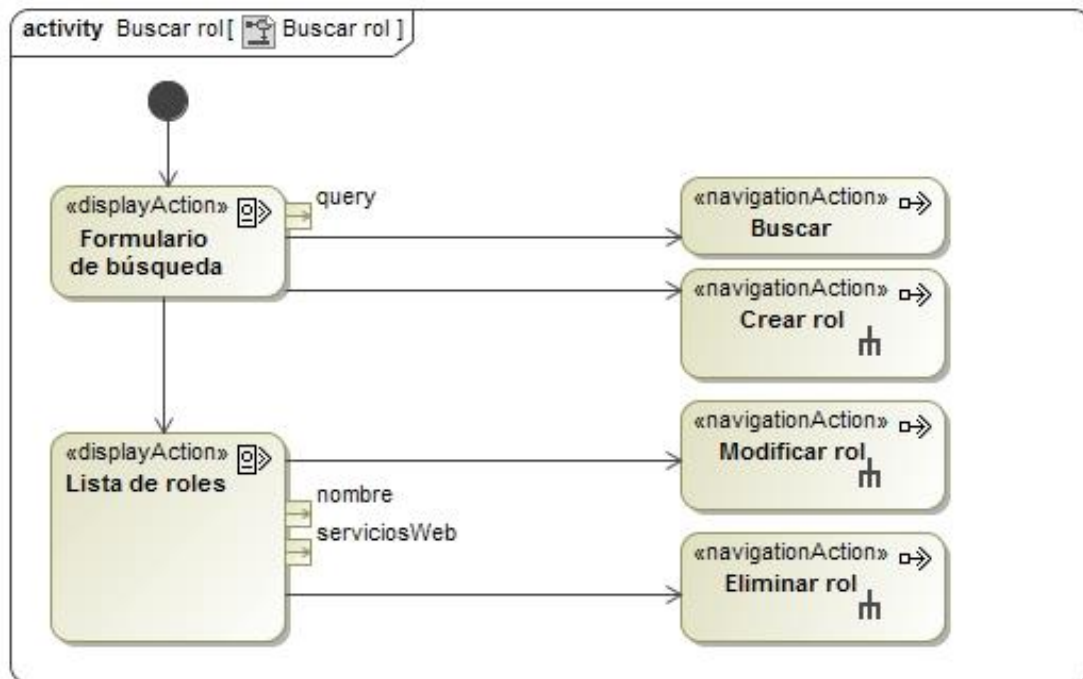 activity Buscar rol[ Buscar rol ]
«displayAction»
Formulario
de búsqueda
query
«navigationAction»
Buscar
«navigationAction»
Crear rol
«displayAction»
Lista de roles
nombre
serviciosWeb
«navigationAction»
Modificar rol
«navigationAction»
Eliminar rol